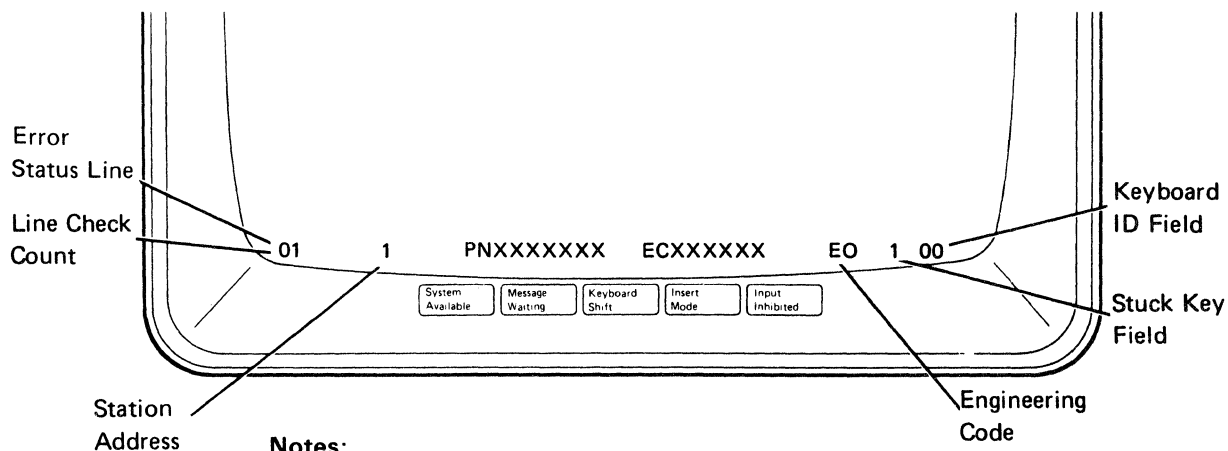 Error
Status Line
Line Check
Count
Keyboard
ID Field
01 1 PNXXXXXXX ECXXXXXX EO 1 00
System
Available
Message
Waiting
Keyboard
Shift
Insert
Mode
Input
Inhibited
Stuck Key
Field
Station
Address
Engineering
Code
Notes: